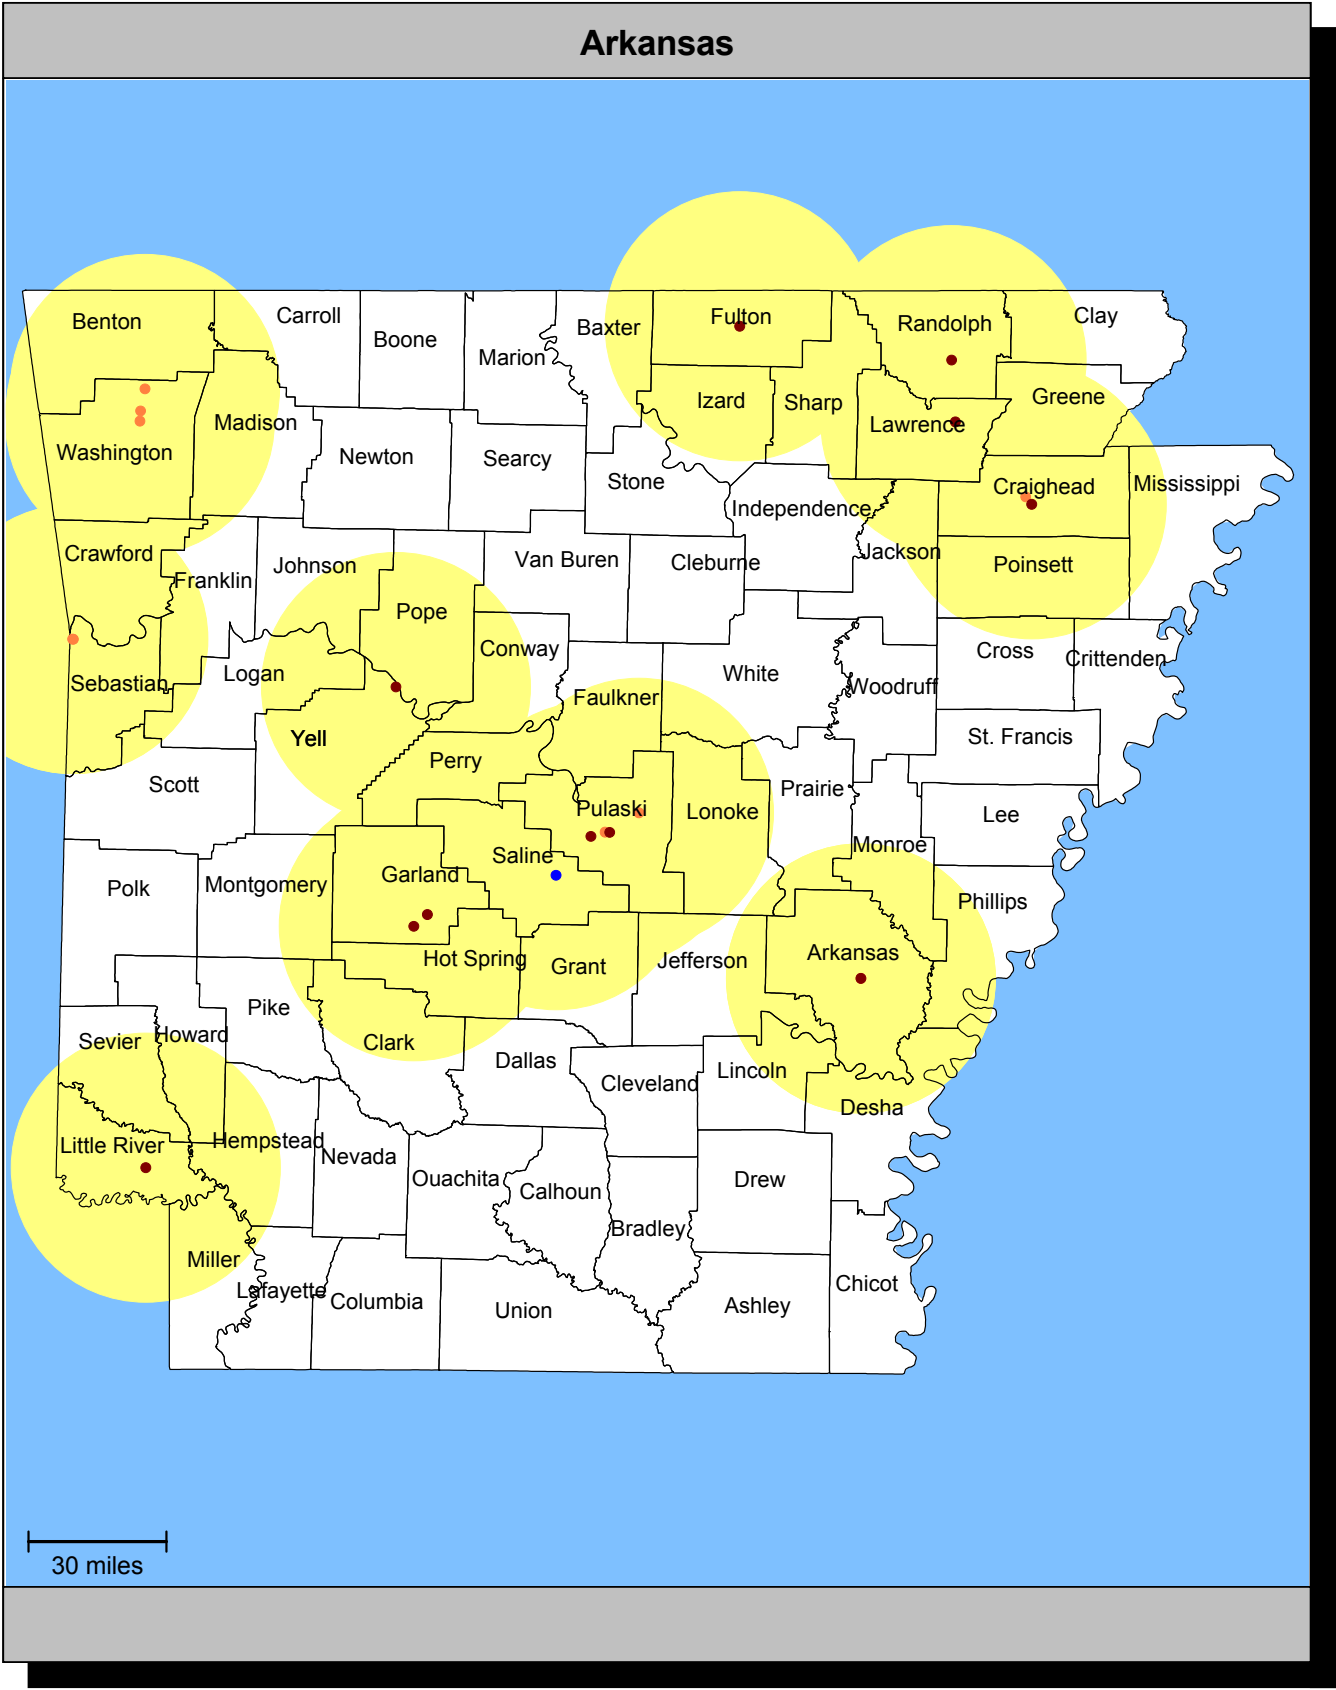 Arkansas
Benton
Carroll
Boone
Marion
Baxter
Fulton
Randolph
Clay
Madison
Izard
Sharp
Greene
Washington
Newton
Searcy
Stone
Lawrence
Craighead
Mississippi
Independence
Crawford
Franklin
Johnson
Van Buren
Cleburne
Jackson
Poinsett
Pope
Conway
Sebastian
Logan
Faulkner
White
Woodruff
Cross
Crittenden
Yell
Perry
St. Francis
Scott
Pulaski
Lonoke
Prairie
Lee
Polk
Montgomery
Garland
Saline
Monroe
Phillips
Hot Spring
Grant
Jefferson
Arkansas
Pike
Sevier
Howard
Clark
Dallas
Cleveland
Lincoln
Desha
Little River
Hempstead
Nevada
Ouachita
Calhoun
Bradley
Drew
Miller
Lafayette
Columbia
Union
Ashley
Chicot
30 miles